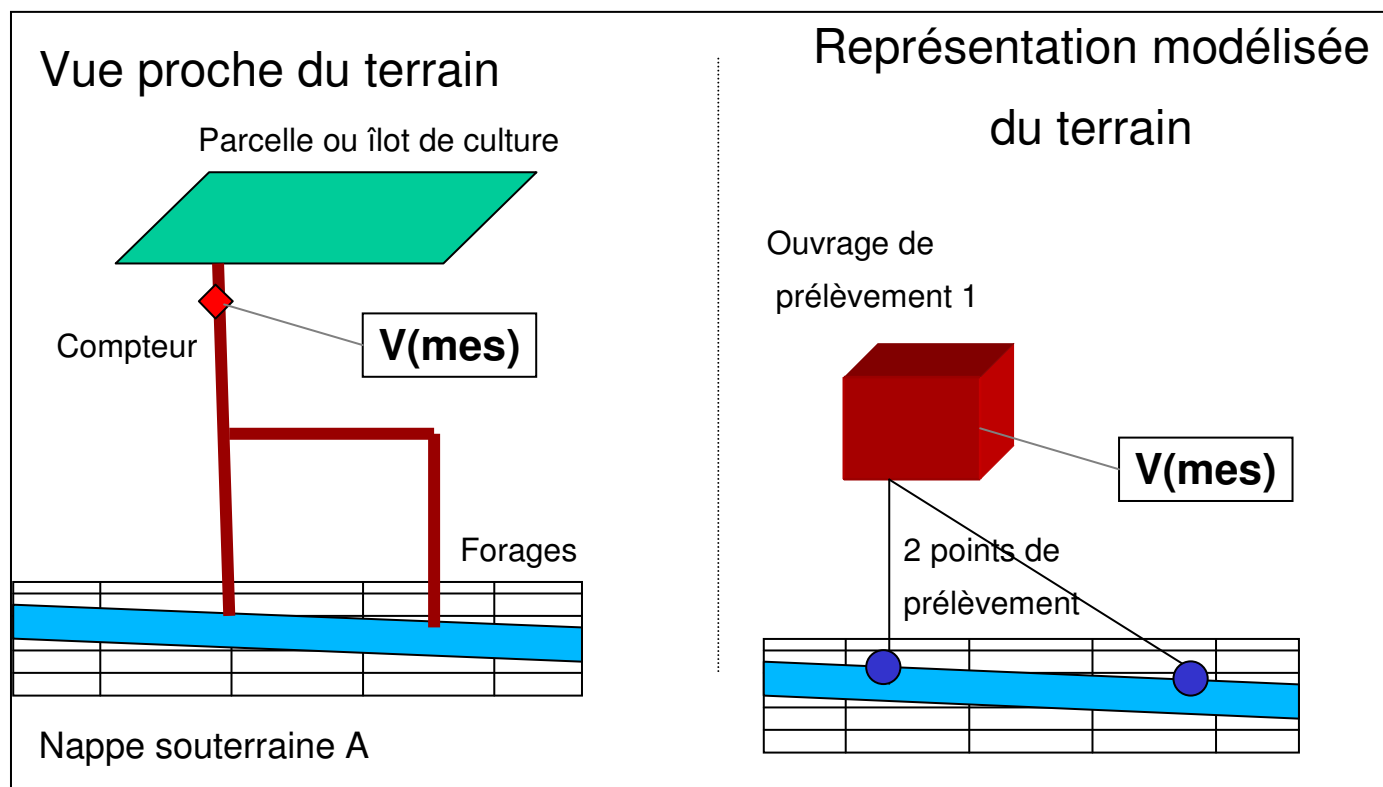 Vue proche du terrain
Parcelle ou îlot de culture
Compteur
V(mes)
Forages
Nappe souterraine A
Représentation modélisée
du terrain
Ouvrage de
prélèvement 1
V(mes)
2 points de
prélèvement